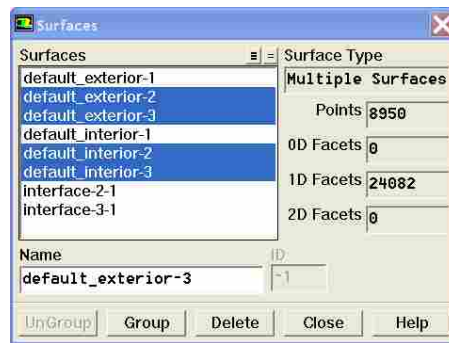 Surfaces
Surfaces
default_exterior-1
default_exterior-2
default_exterior-3
default_interior-1
default_interior-2
default_interior-3
interface-2-1
interface-3-1
Surface Type
Multiple Surfaces
Points 8950
0D Facets 0
1D Facets 24082
2D Facets 0
Name
default_exterior-3
ID
-1
UnGroup Group Delete Close Help